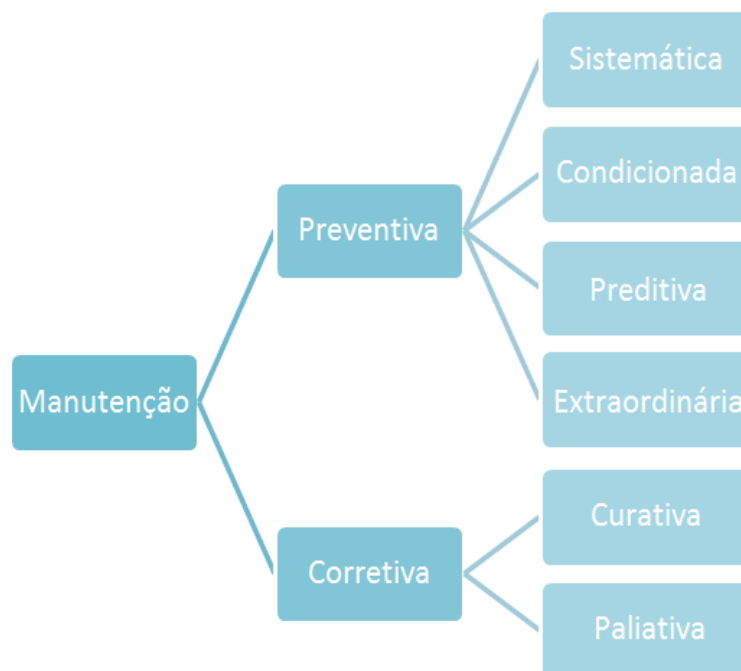 Manutenção
Preventiva
Sistemática
Condicionada
Preditiva
Extraordinária
Corretiva
Curativa
Paliativa